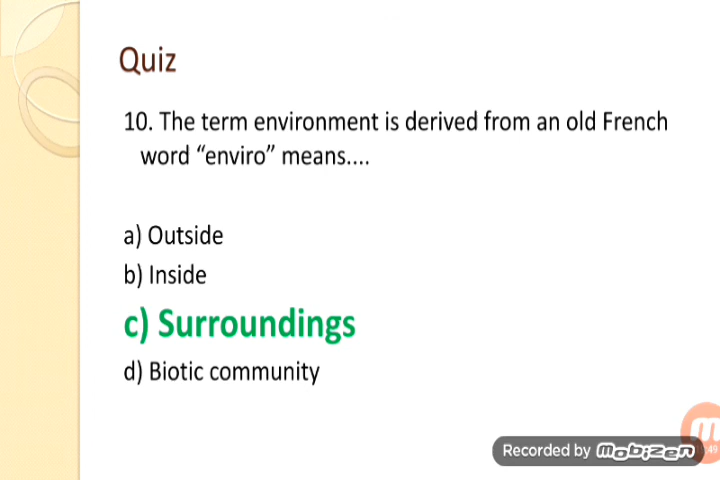 Quiz
10. The term environment is derived from an old French
word “enviro” means....
a) Outside
b) Inside
c) Surroundings
d) Biotic community
Recorded by Mobizen